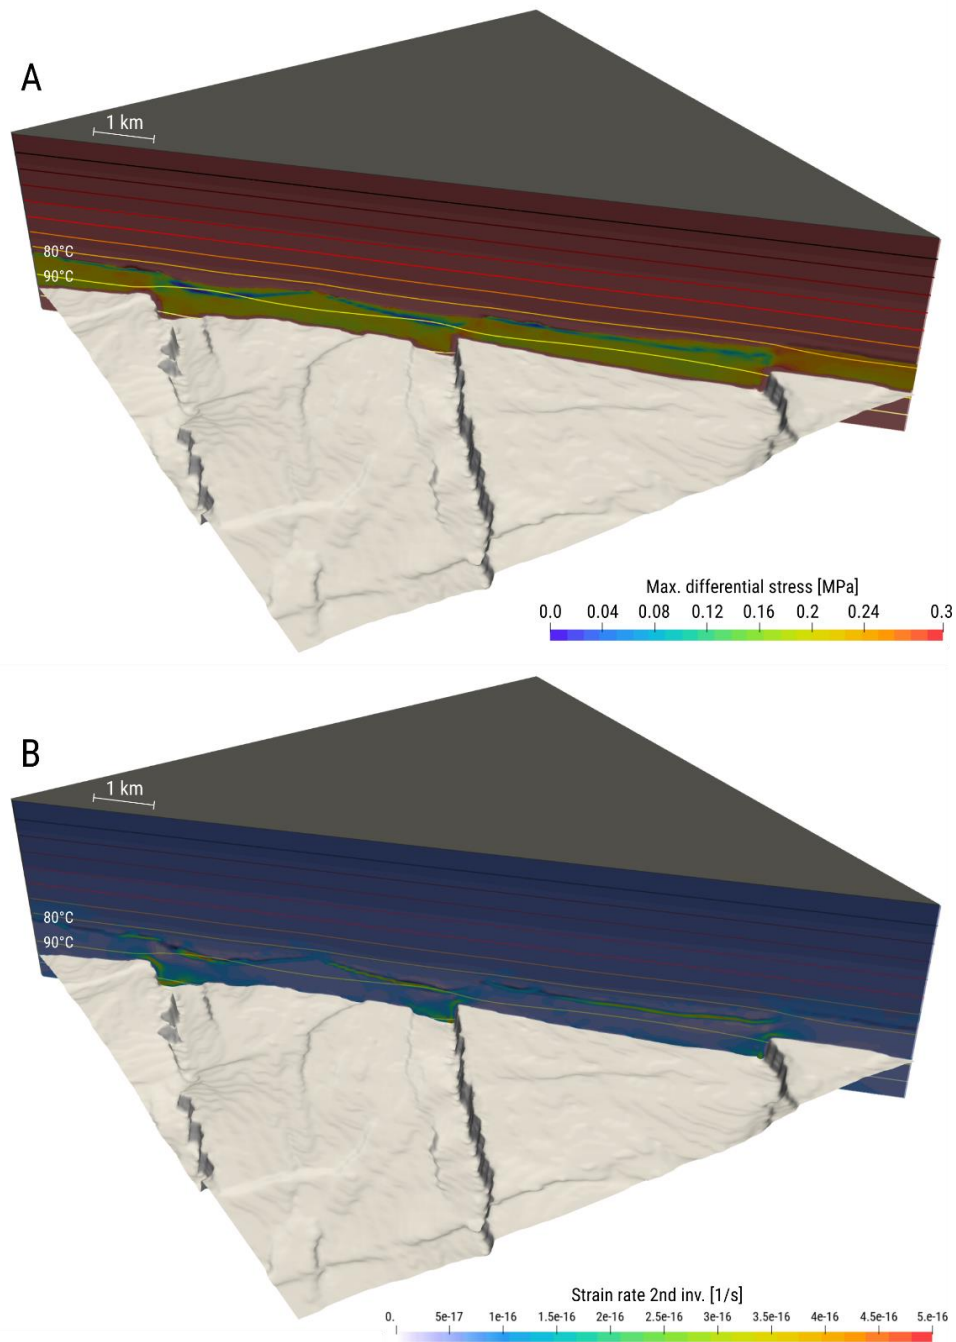 A
1 km
80°C
90°C
Max. differential stress [MPa]
0.0 0.04 0.08 0.12 0.16 0.2 0.24 0.3
B
1 km
80°C
90°C
Strain rate 2nd inv. [1/s]
0. 5e-17 1e-16 1.5e-16 2e-16 2.5e-16 3e-16 3.5e-16 4e-16 4.5e-16 5.e-16